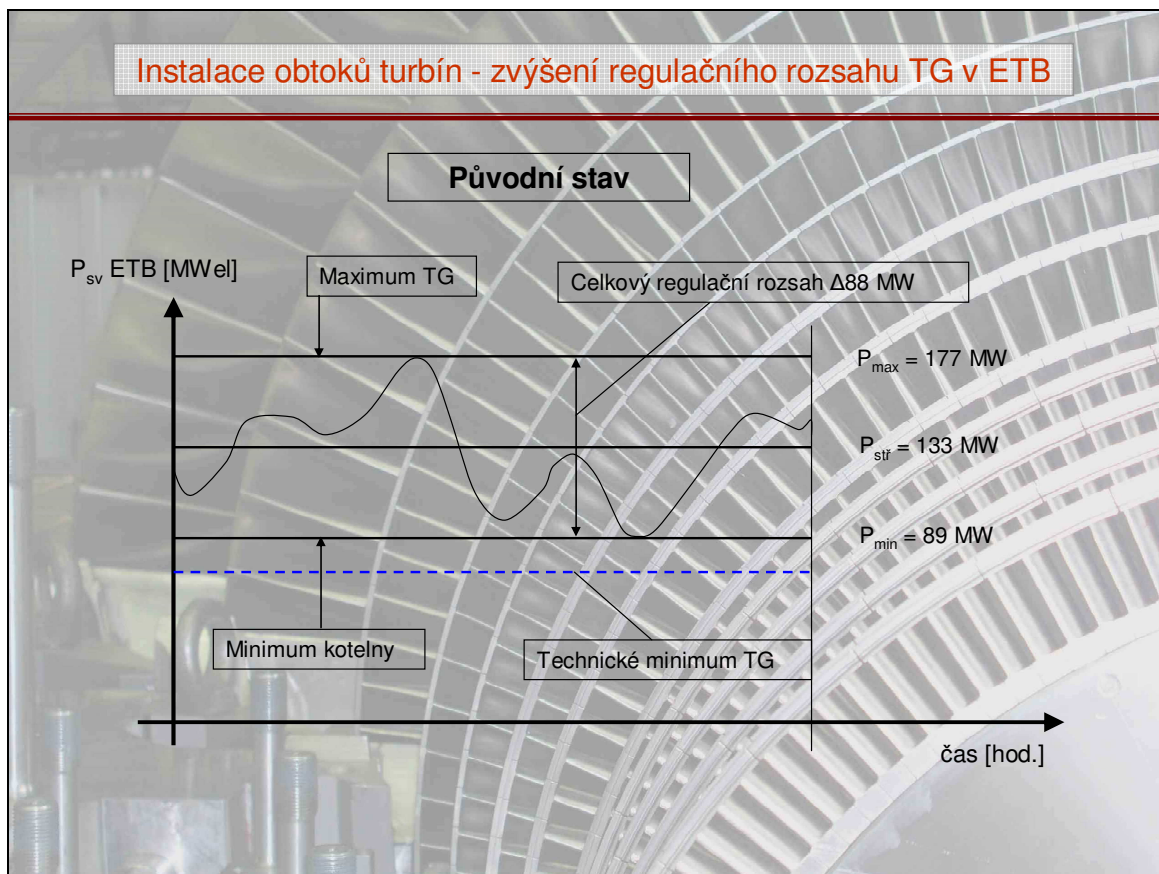 Instalace obtoků turbín - zvýšení regulačního rozsahu TG v ETB
Původní stav
Psv ETB [MWel]
Maximum TG
Celkový regulační rozsah Δ88 MW
Pmax = 177 MW
Pstř = 133 MW
Pmin = 89 MW
Minimum kotelny
Technické minimum TG
čas [hod.]